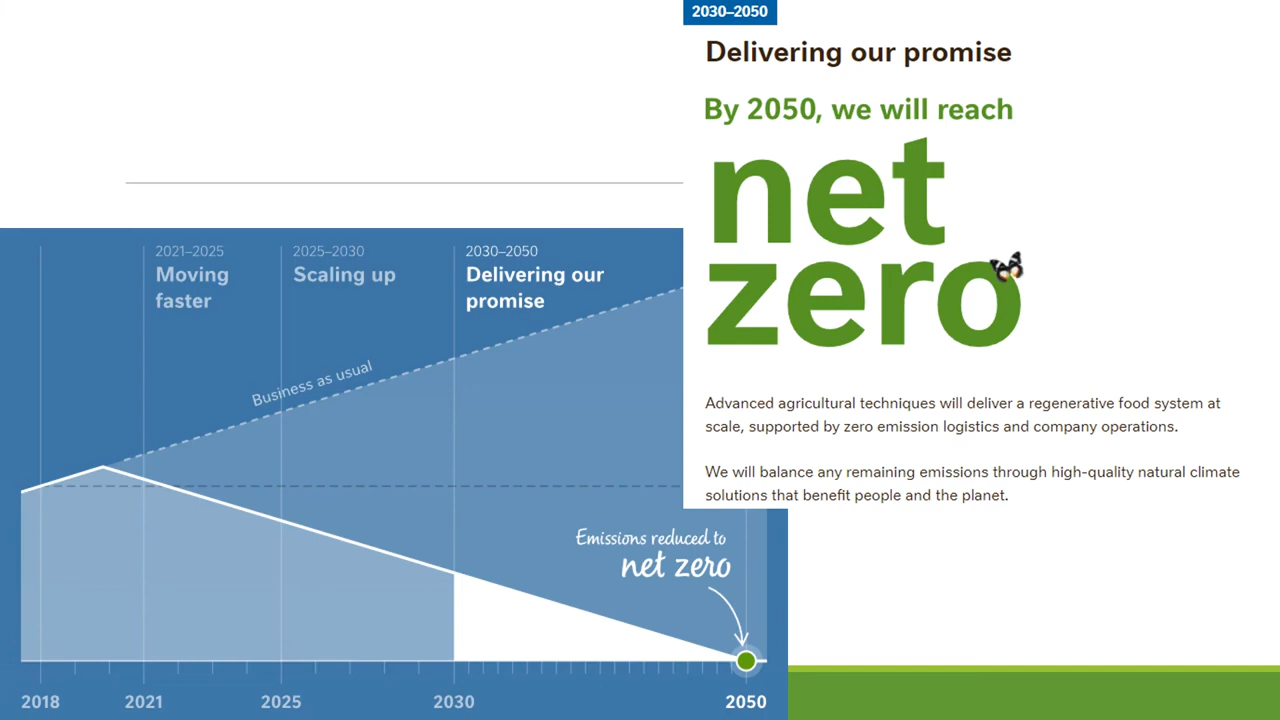 2030–2050
Delivering our promise
By 2050, we will reach
net
zero
Advanced agricultural techniques will deliver a regenerative food system at
scale, supported by zero emission logistics and company operations.
We will balance any remaining emissions through high-quality natural climate
solutions that benefit people and the planet.
2021–2025
Moving
faster
2025–2030
Scaling up
2030–2050
Delivering our
promise
Business as usual
Emissions reduced to
net zero
2018 2021 2025 2030 2050